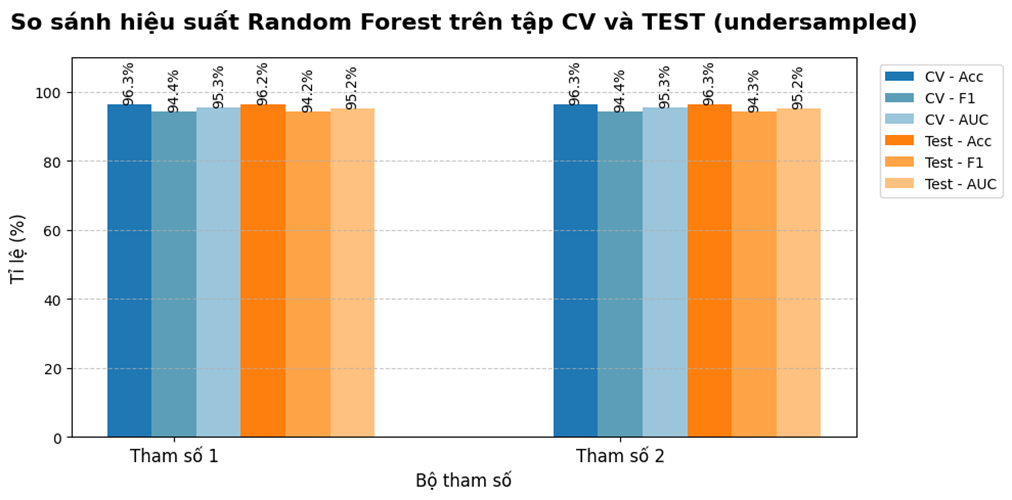 So sánh hiệu suất Random Forest trên tập CV và TEST (undersampled)
96.3%
94.4%
95.3%
96.2%
94.2%
95.2%
96.3%
94.4%
95.3%
96.3%
94.3%
95.2%
CV - Acc
CV - F1
CV - AUC
Test - Acc
Test - F1
Test - AUC
100
80
60
40
20
0
Tỉ lệ (%)
Tham số 1
Tham số 2
Bộ tham số